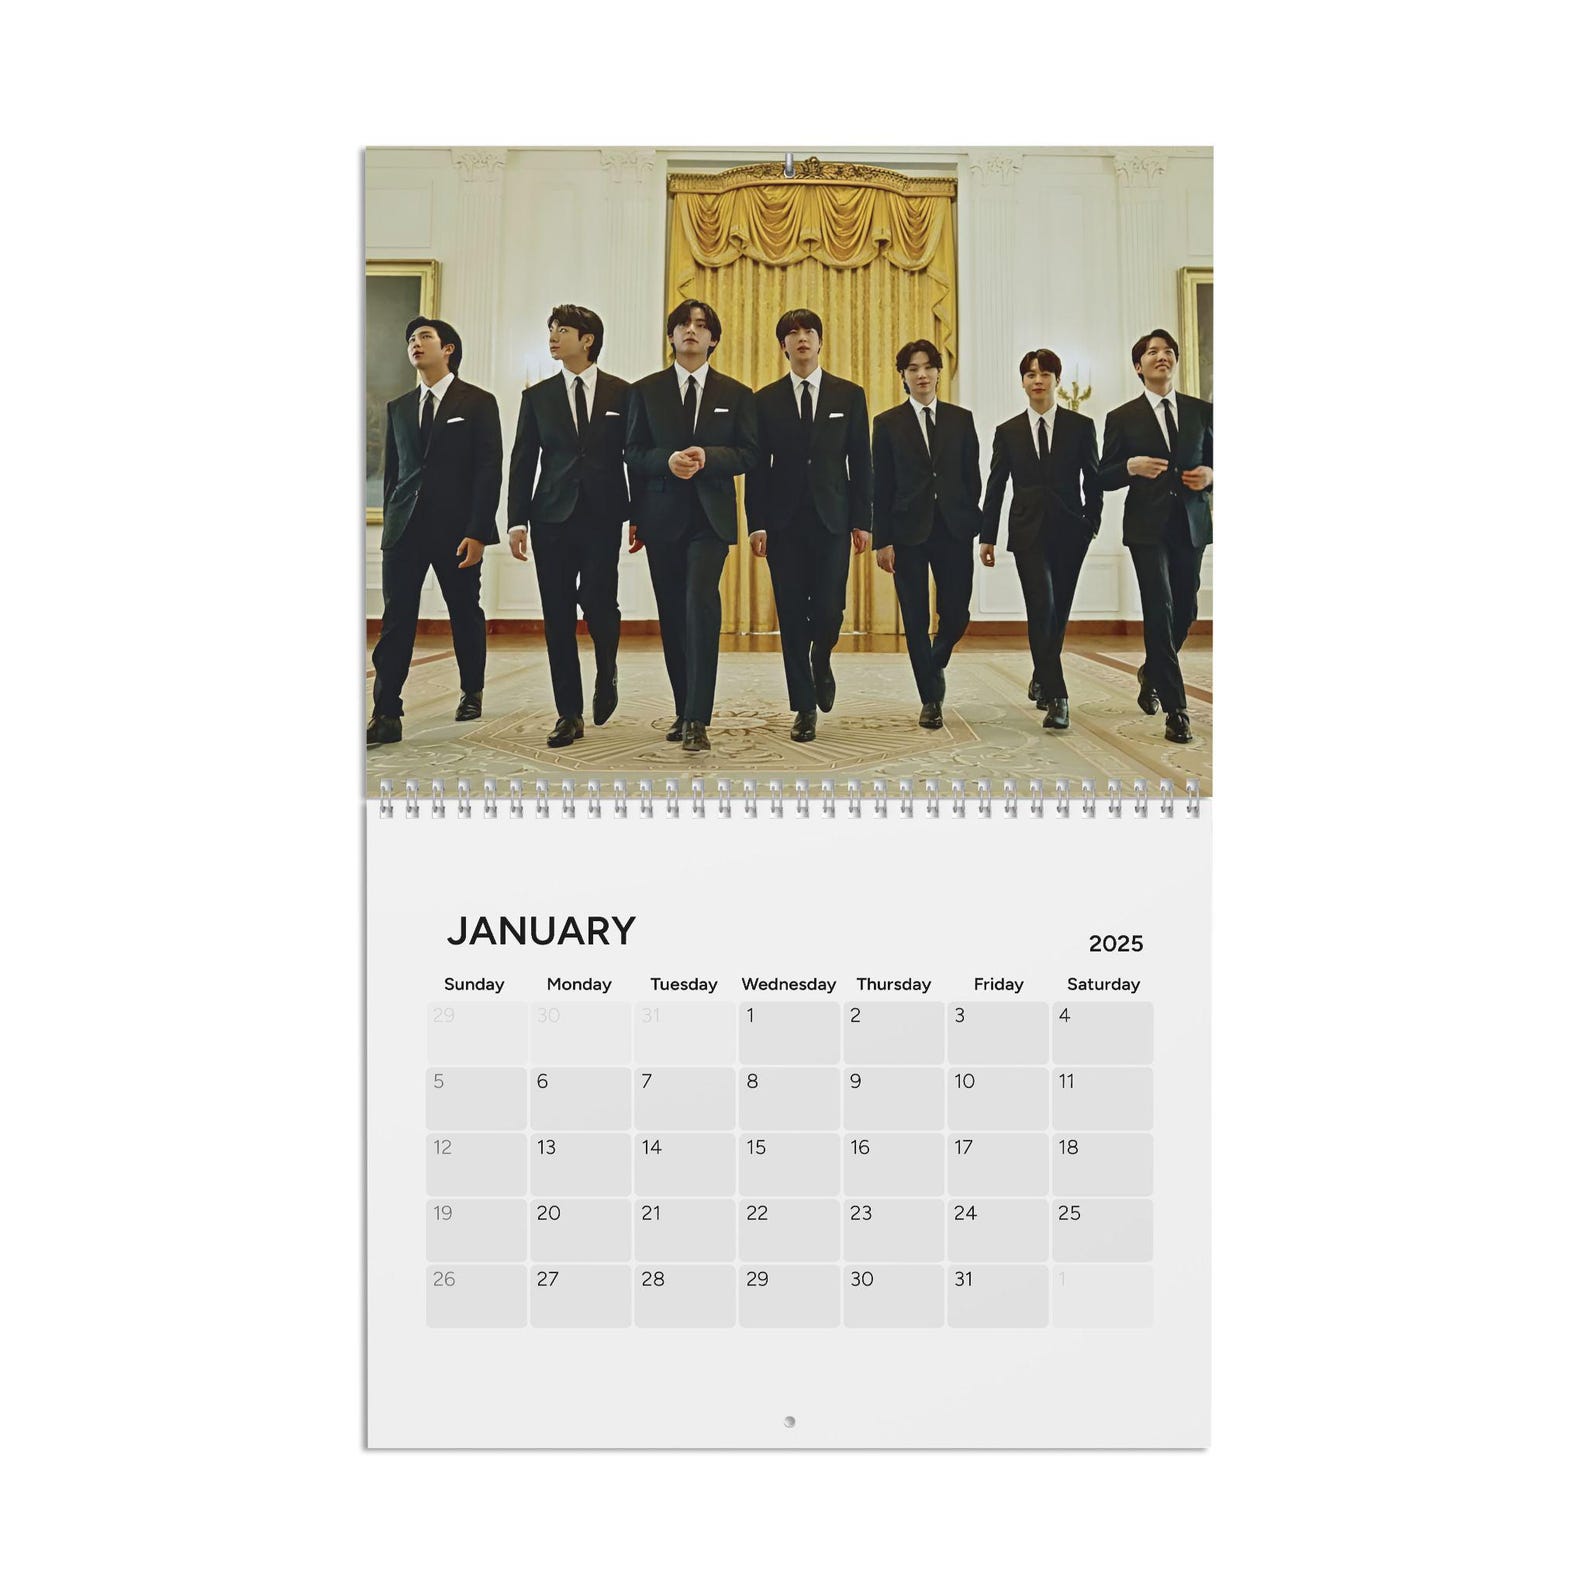 JANUARY
2025
Sunday Monday Tuesday Wednesday Thursday Friday Saturday
29 30 31 1 2 3 4
5 6 7 8 9 10 11
12 13 14 15 16 17 18
19 20 21 22 23 24 25
26 27 28 29 30 31 1